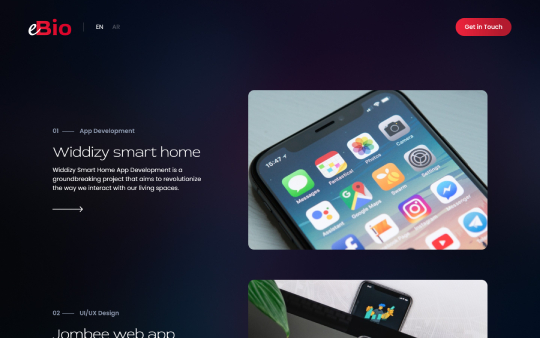 eBio
EN
AR
Get in Touch
01
App Development
Widdizy smart home
Widdizy Smart Home App Development is a
groundbreaking project that aims to revolutionize
the way we interact with our living spaces.
15:47
Messages
Fantastical
Photos
Camera
Assistant
Google Maps
Overcast
Settings
02
UI/UX Design
Jombee web app